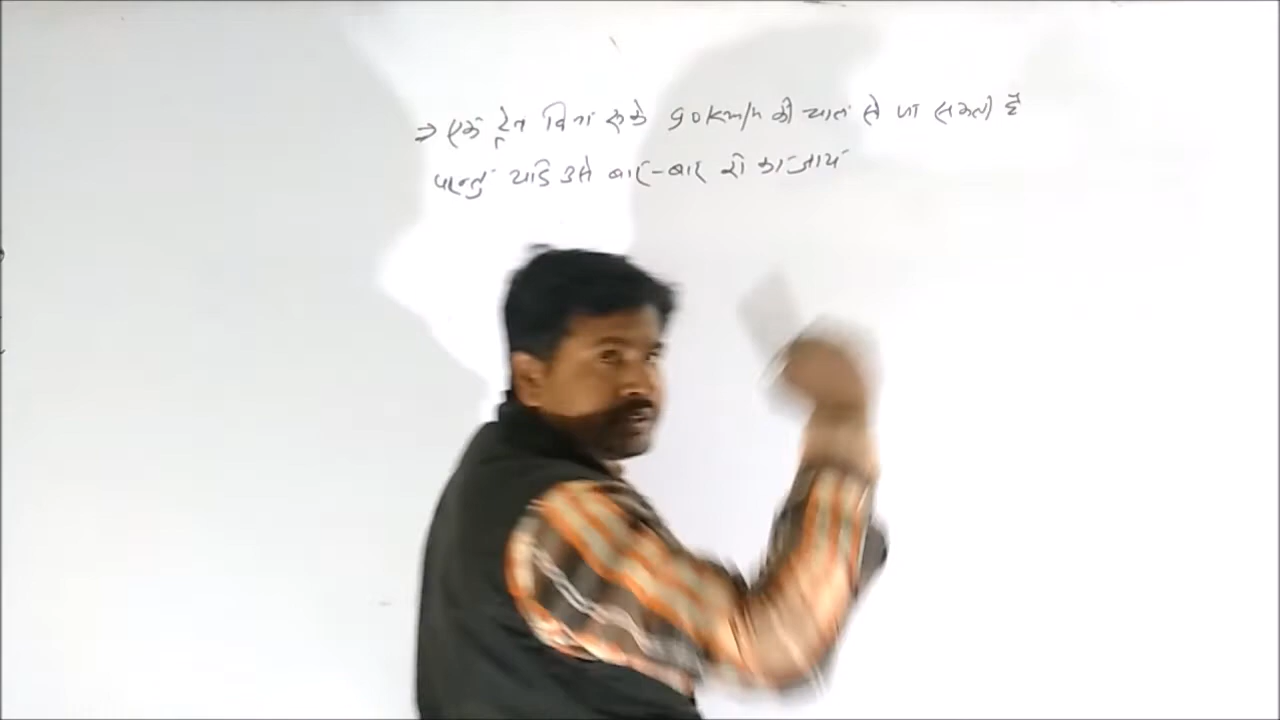 ⇒ एक ट्रेन बिना रुके 90km/h की चाल से जा सकती है
परन्तु यदि उसे बार-बार रोका जाय